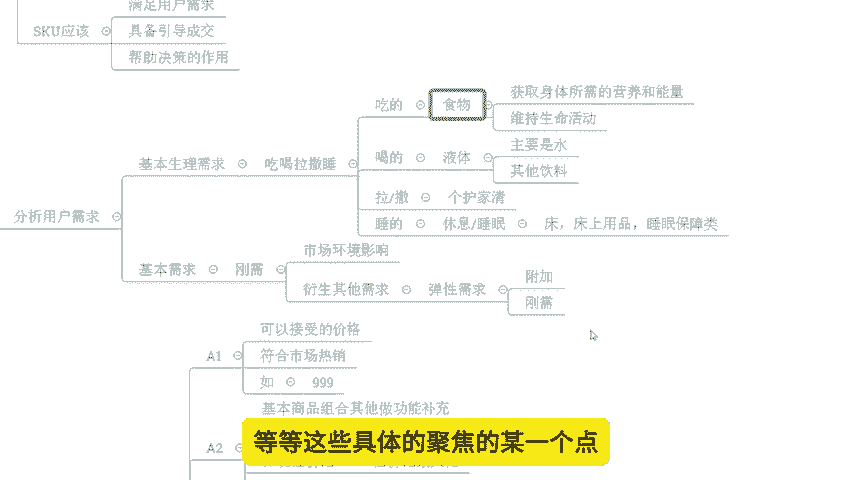 满足用户需求
SKU应该
具备引导成交
帮助决策的作用
获取身体所需的营养和能量
吃的
食物
维持生命活动
主要是水
基本生理需求
吃喝拉撒睡
喝的
液体
其他饮料
拉/撒
个护家清
分析用户需求
睡的
休息/睡眠
床，床上用品，睡眠保障类
市场环境影响
基本需求
刚需
附加
衍生其他需求
弹性需求
刚需
可以接受的价格
A1
符合市场热销
如
999
基本商品组合其他做功能补充
A2
等等这些具体的聚焦的某一个点